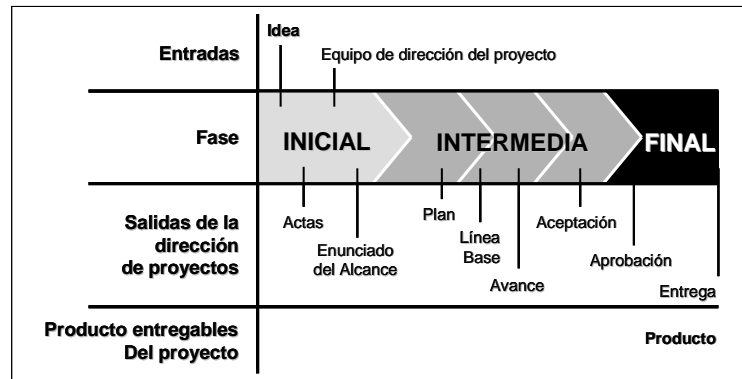 Idea
Entradas
Equipo de dirección del proyecto
Fase
INICIAL
INTERMEDIA
FINAL
Salidas de la
dirección
de proyectos
Actas
Enunciado
del Alcance
Plan
Línea
Base
Avance
Aceptación
Aprobación
Entrega
Producto entregables
Del proyecto
Producto